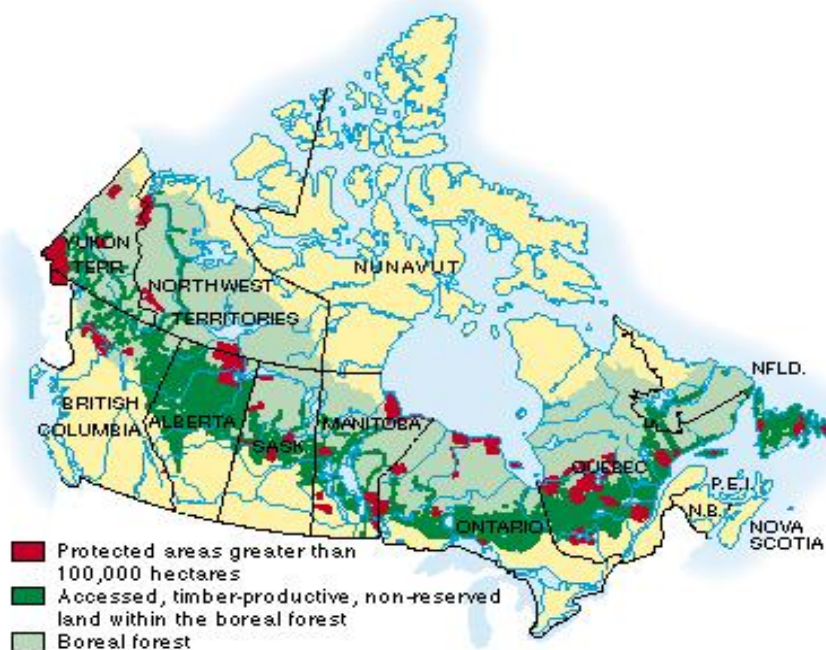 YUKON
TERR.
NORTHWEST
TERRITORIES
NUNAVUT
BRITISH
COLUMBIA
ALBERTA
SASK.
MANITOBA
ONTARIO
QUEBEC
NFLD.
P.E.I.
N.B.
NOVA
SCOTIA
Protected areas greater than
100,000 hectares
Accessed, timber-productive, non-reserved
land within the boreal forest
Boreal forest